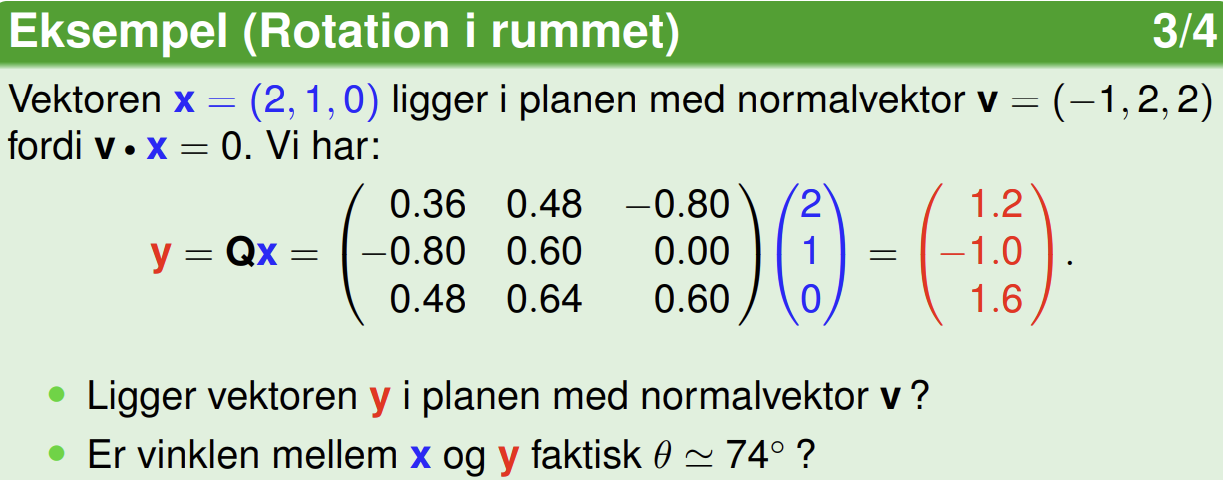 Eksempel (Rotation i rummet) 3/4
Vektoren x = (2, 1, 0) ligger i planen med normalvektor v = (−1, 2, 2)
fordi v • x = 0. Vi har:
0.36 0.48 −0.80 2 1.2
y = Qx = −0.80 0.60 0.00 1 = −1.0 .
0.48 0.64 0.60 0 1.6
• Ligger vektoren y i planen med normalvektor v ?
• Er vinklen mellem x og y faktisk θ ≃ 74° ?